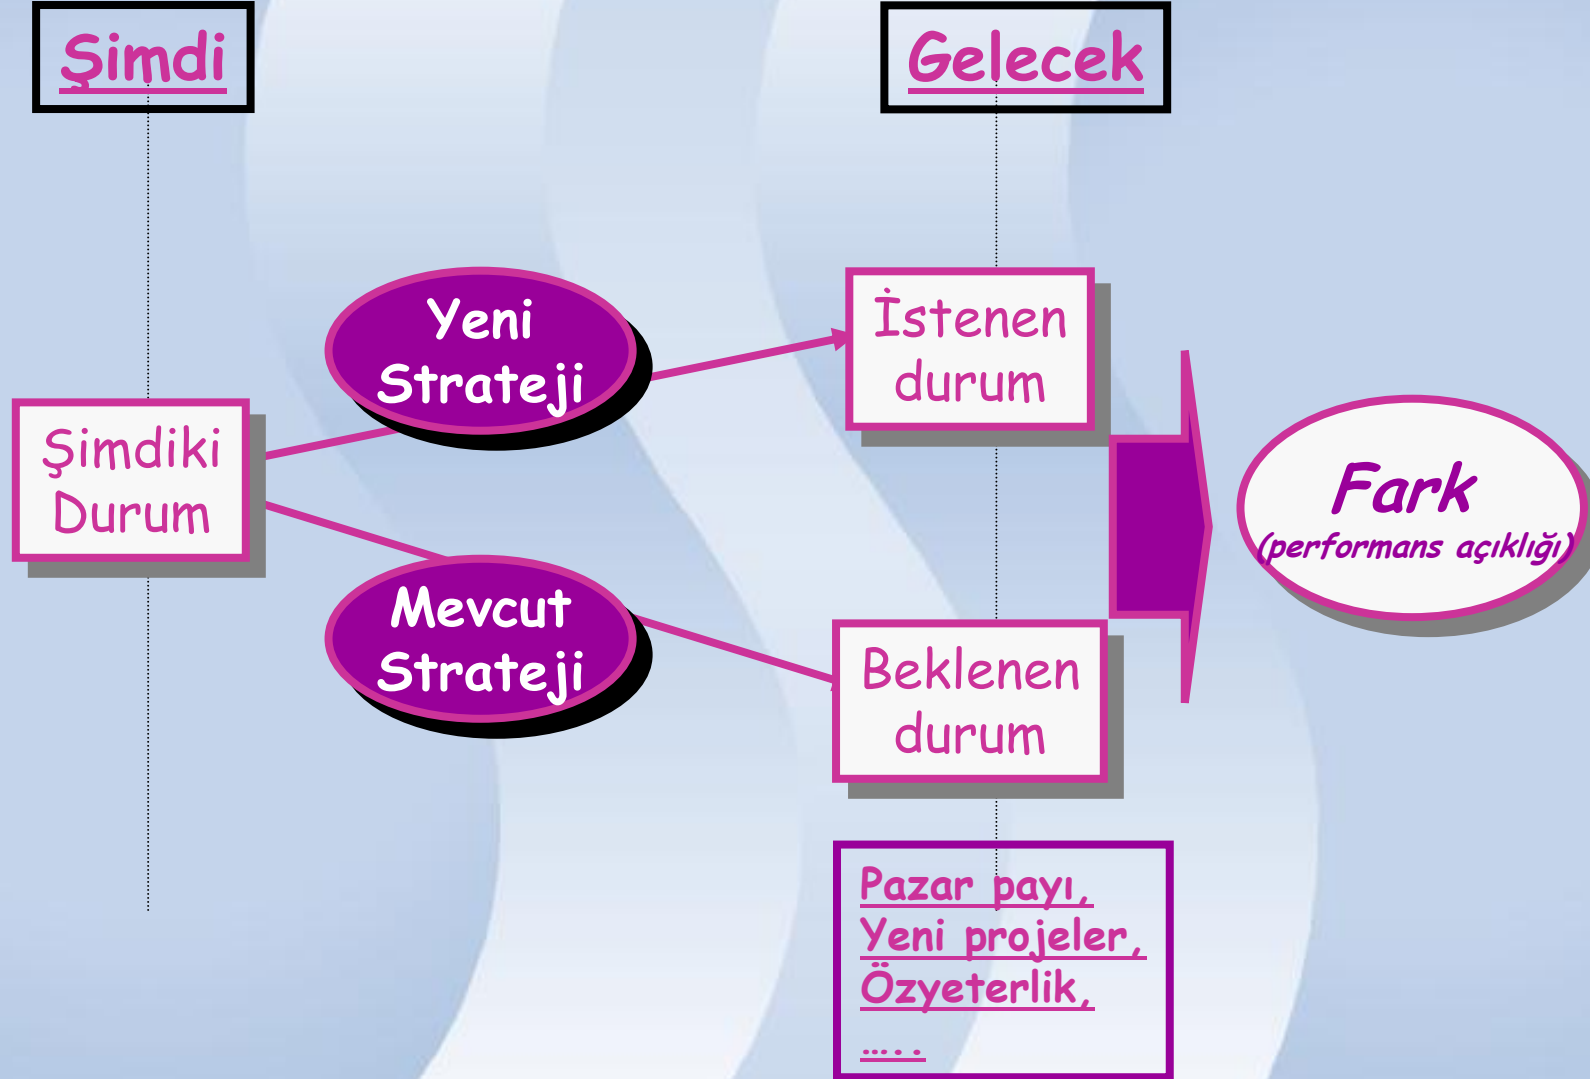 Şimdi
Gelecek
Yeni
Strateji
İstenen
durum
Şimdiki
Durum
Fark
(performans açıklığı)
Mevcut
Strateji
Beklenen
durum
Pazar payı,
Yeni projeler,
Özyeterlik,
…..